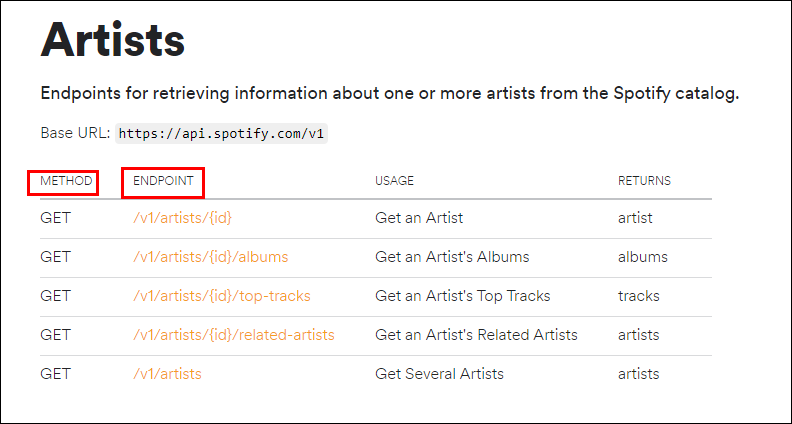 Artists
Endpoints for retrieving information about one or more artists from the Spotify catalog.
Base URL: https://api.spotify.com/v1
METHOD ENDPOINT USAGE RETURNS
GET /v1/artists/{id} Get an Artist artist
GET /v1/artists/{id}/albums Get an Artist's Albums albums
GET /v1/artists/{id}/top-tracks Get an Artist's Top Tracks tracks
GET /v1/artists/{id}/related-artists Get an Artist's Related Artists artists
GET /v1/artists Get Several Artists artists